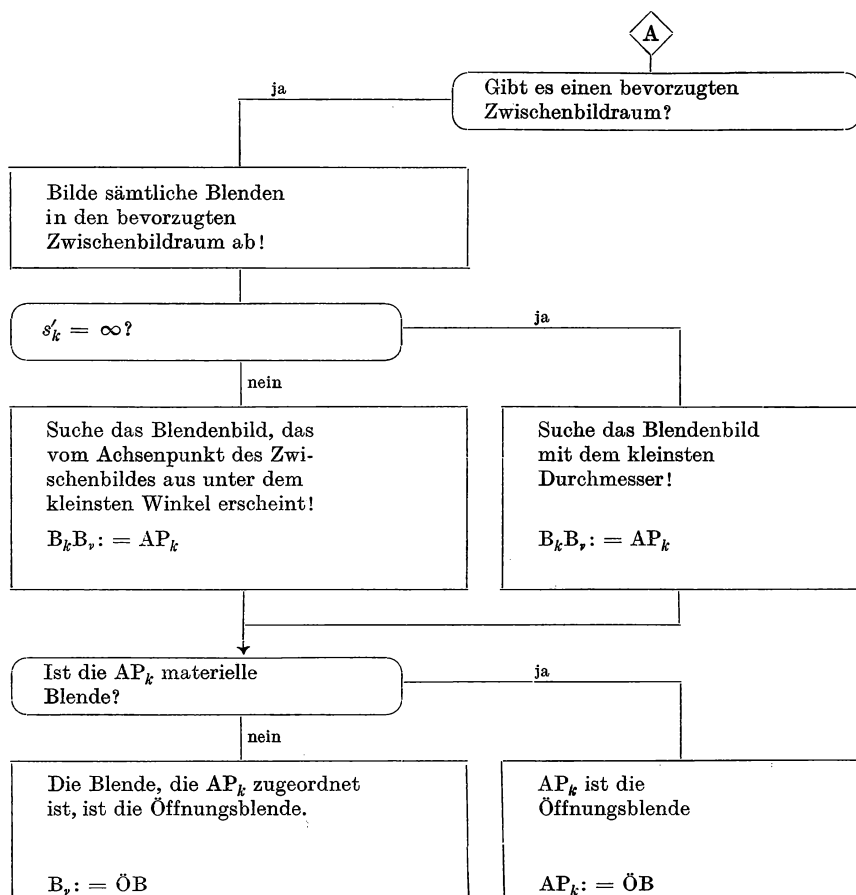 A
Gibt es einen bevorzugten
Zwischenbildraum?
ja
Bilde sämtliche Blenden
in den bevorzugten
Zwischenbildraum ab!
s′ₖ = ∞?
ja
nein
Suche das Blendenbild, das
vom Achsenpunkt des Zwi-
schenbildes aus unter dem
kleinsten Winkel erscheint!
BₖBᵥ: = APₖ
Suche das Blendenbild
mit dem kleinsten
Durchmesser!
BₖBᵥ: = APₖ
Ist die APₖ materielle
Blende?
ja
nein
Die Blende, die APₖ zugeordnet
ist, ist die Öffnungsblende.
Bᵥ: = ÖB
APₖ ist die
Öffnungsblende
APₖ: = ÖB